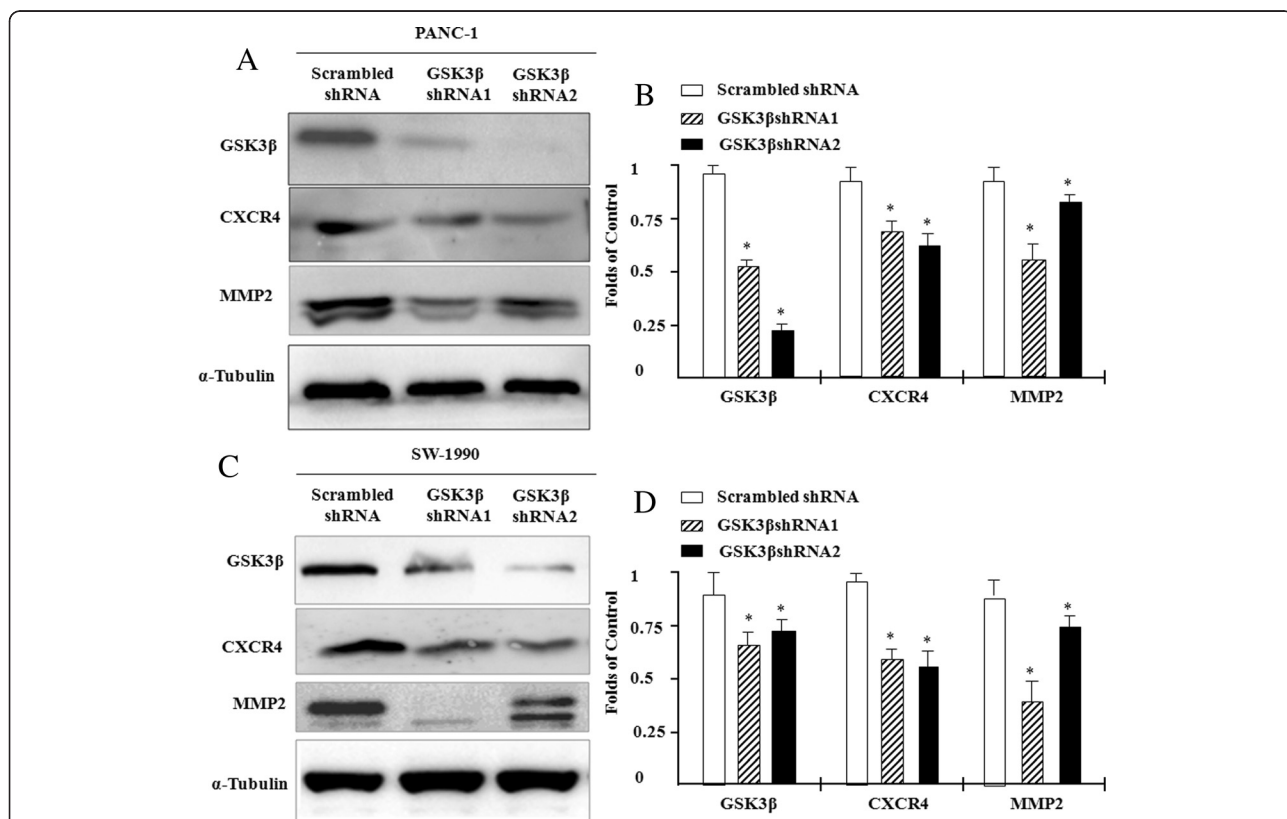 A
PANC-1
Scrambled shRNA
GSK3β shRNA1
GSK3β shRNA2
GSK3β
CXCR4
MMP2
α-Tubulin
B
Scrambled shRNA
GSK3βshRNA1
GSK3βshRNA2
Folds of Control
1
0.75
0.5
0.25
0
* * * * * *
GSK3β CXCR4 MMP2
C
SW-1990
Scrambled shRNA
GSK3β shRNA1
GSK3β shRNA2
GSK3β
CXCR4
MMP2
α-Tubulin
D
Scrambled shRNA
GSK3βshRNA1
GSK3βshRNA2
Folds of Control
1
0.75
0.5
0.25
0
* * * * * *
GSK3β CXCR4 MMP2